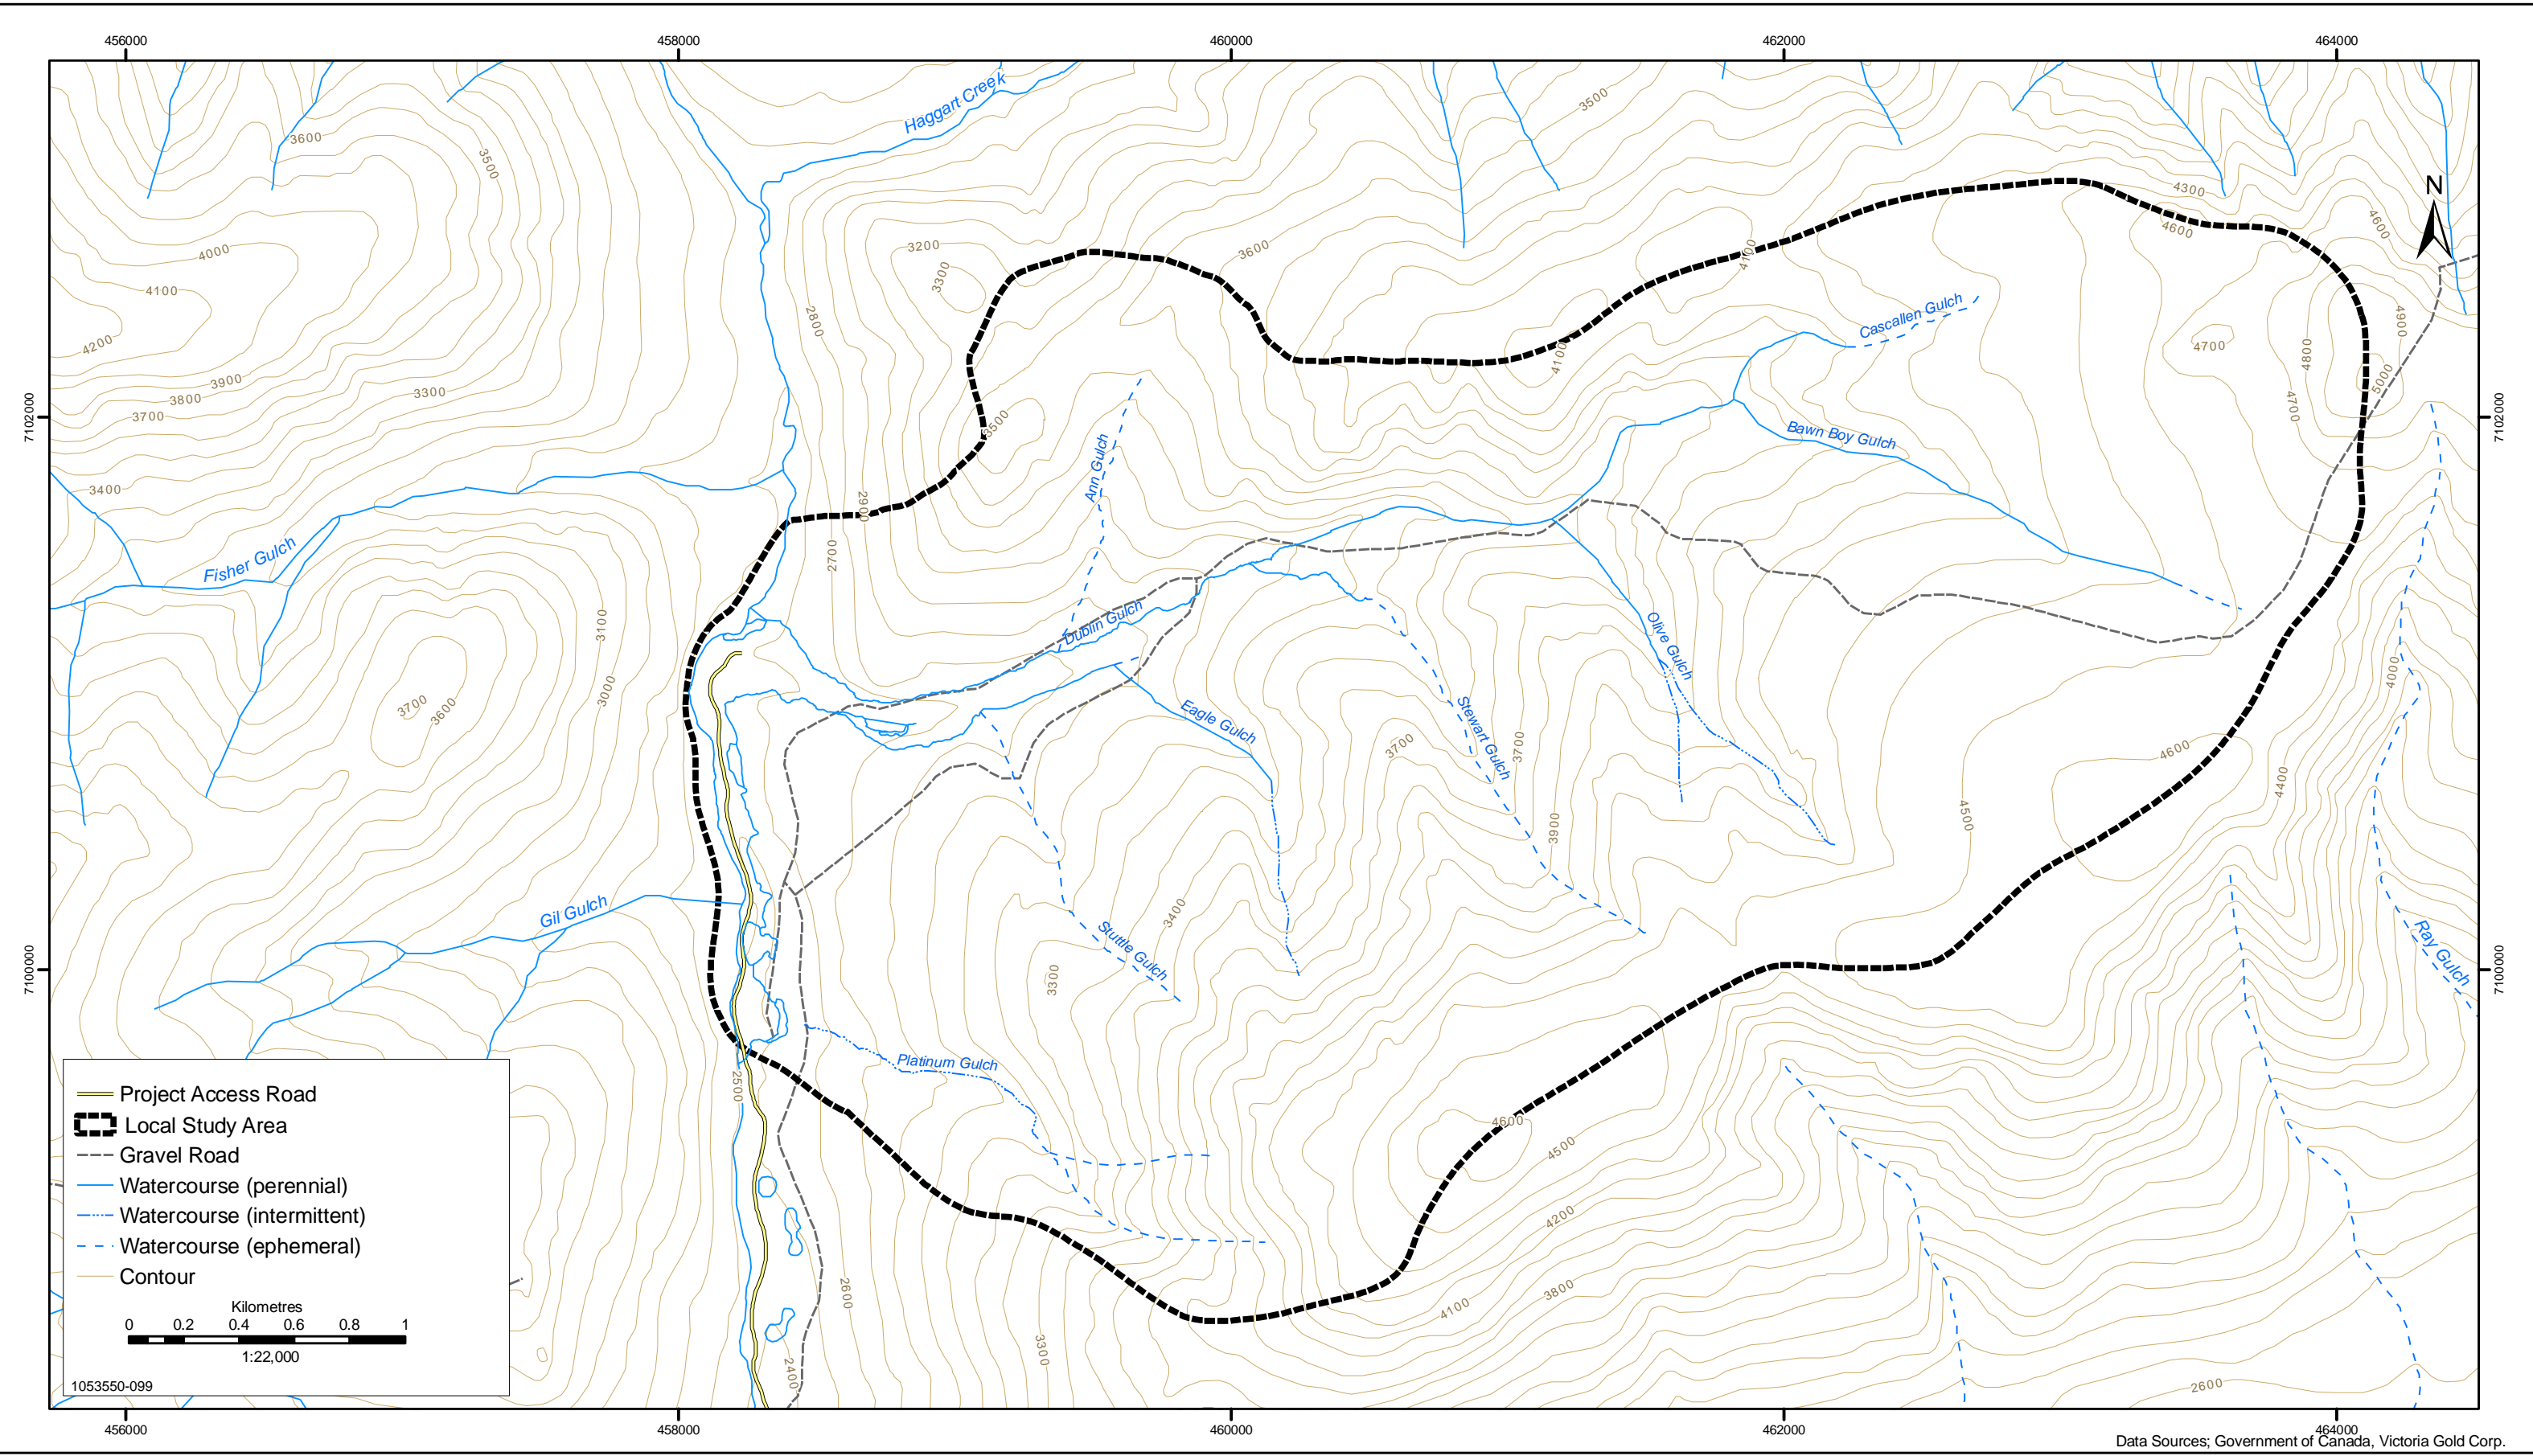 456000
458000
460000
462000
464000
Haggart Creek
3500
3600
3500
N
4300
4600
4600
4000
3200
3600
4100
3300
4100
4900
4200
2800
Cascallen Gulch
4700
4800
4100
3900
3800
3700
3300
5000
7102000
7102000
4700
3500
Bawn Boy Gulch
Ann Gulch
3400
2900
Fisher Gulch
2700
3100
Dublin Gulch
Olive Gulch
4000
3000
3700
3600
Eagle Gulch
Stewart Gulch
3700
3700
4600
4400
4500
3900
Gil Gulch
3400
Stuttle Gulch
Ray Gulch
7100000
7100000
3300
Platinum Gulch
2500
4600
4500
4200
2600
3800
4100
3300
2400
2600
Project Access Road
Local Study Area
Gravel Road
Watercourse (perennial)
Watercourse (intermittent)
Watercourse (ephemeral)
Contour
Kilometres
0 0.2 0.4 0.6 0.8 1
1:22,000
1053550-099
456000
458000
460000
462000
464000
Data Sources; Government of Canada, Victoria Gold Corp.